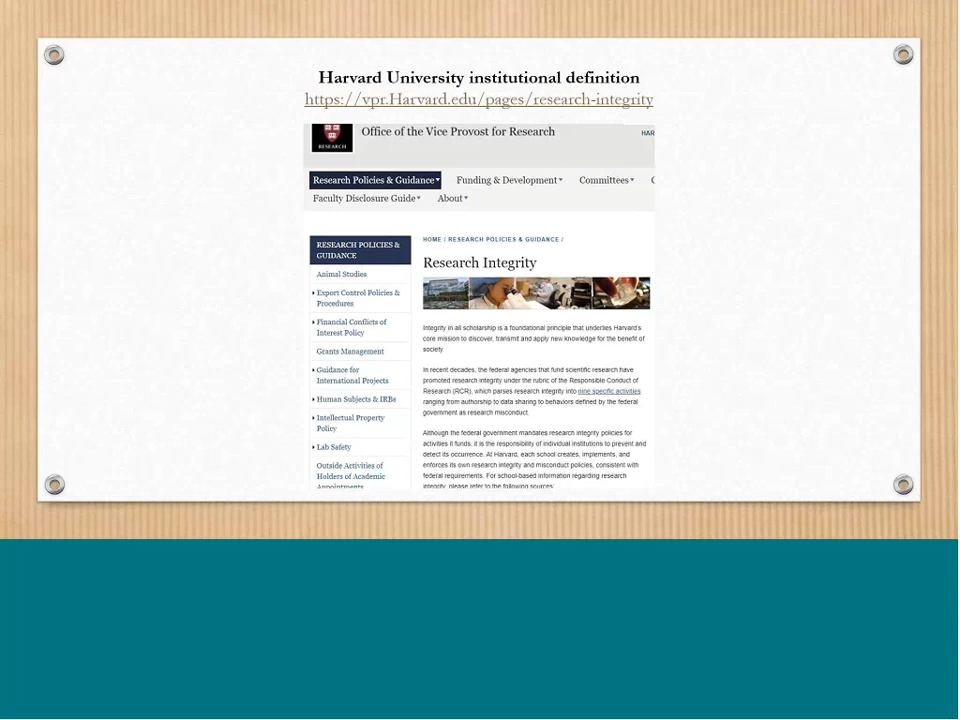 Harvard University institutional definition
https://vpr.Harvard.edu/pages/research-integrity
RESEARCH
Office of the Vice Provost for Research
HAR
Research Policies & Guidance
Funding & Development
Committees
Faculty Disclosure Guide
About
RESEARCH POLICIES &
GUIDANCE
Animal Studies
Export Control Policies &
Procedures
Financial Conflicts of
Interest Policy
Grants Management
Guidance for
International Projects
Human Subjects & IRBs
Intellectual Property
Policy
Lab Safety
Outside Activities of
Holders of Academic
Appointments
HOME / RESEARCH POLICIES & GUIDANCE /
Research Integrity
Integrity in all scholarship is a foundational principle that underlies Harvard's
core mission to discover, transmit and apply new knowledge for the benefit of
society.
In recent decades, the federal agencies that fund scientific research have
promoted research integrity under the rubric of the Responsible Conduct of
Research (RCR), which parses research integrity into nine specific activities
ranging from authorship to data sharing to behaviors defined by the federal
government as research misconduct.
Although the federal government mandates research integrity policies for
activities it funds, it is the responsibility of individual institutions to prevent and
detect its occurrence. At Harvard, each school creates, implements, and
enforces its own research integrity and misconduct policies, consistent with
federal requirements. For school-based information regarding research
integrity, please refer to the following sources: